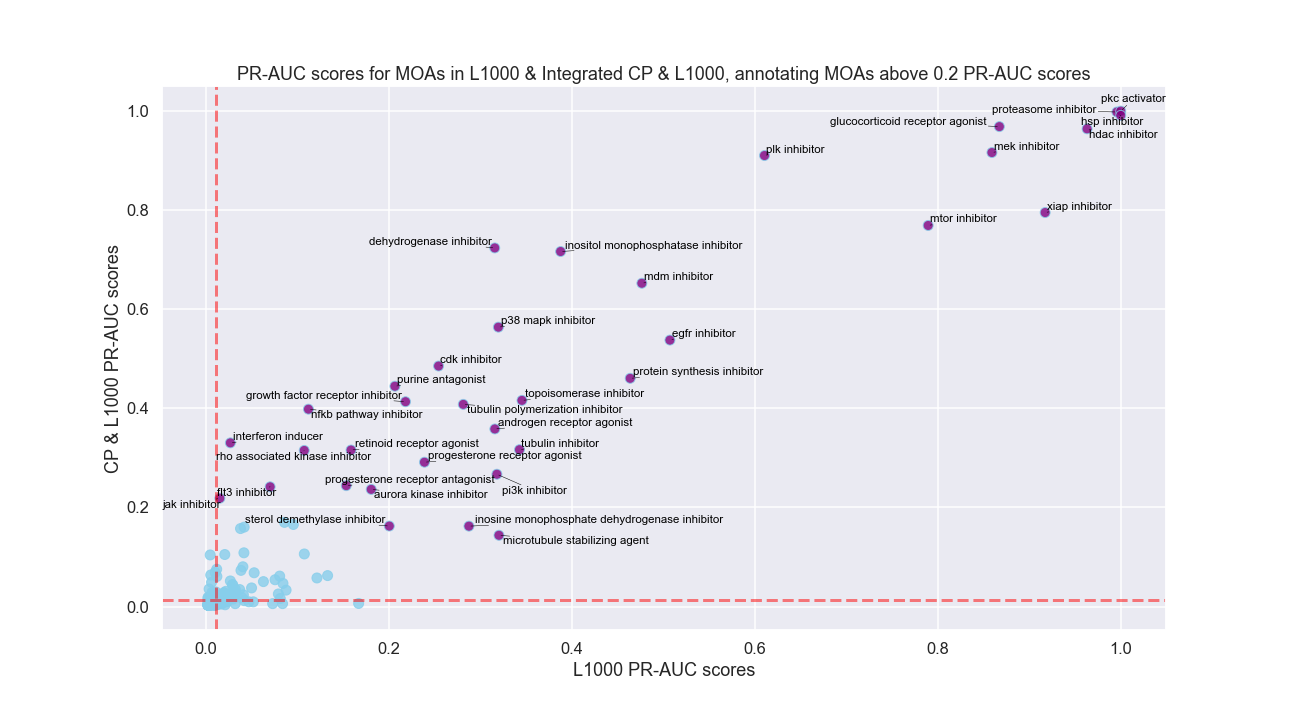 PR-AUC scores for MOAs in L1000 & Integrated CP & L1000, annotating MOAs above 0.2 PR-AUC scores
CP & L1000 PR-AUC scores
1.0
0.8
0.6
0.4
0.2
0.0
pkc activator
proteasome inhibitor
glucocorticoid receptor agonist
hsp inhibitor
hdac inhibitor
plk inhibitor
mek inhibitor
xiap inhibitor
mtor inhibitor
dehydrogenase inhibitor
inositol monophosphatase inhibitor
mdm inhibitor
p38 mapk inhibitor
egfr inhibitor
cdk inhibitor
protein synthesis inhibitor
purine antagonist
growth factor receptor inhibitor
topoisomerase inhibitor
nfkb pathway inhibitor
tubulin polymerization inhibitor
androgen receptor agonist
interferon inducer
retinoid receptor agonist
tubulin inhibitor
rho associated kinase inhibitor
progesterone receptor agonist
progesterone receptor antagonist
flt3 inhibitor
aurora kinase inhibitor
pi3k inhibitor
jak inhibitor
sterol demethylase inhibitor
inosine monophosphate dehydrogenase inhibitor
microtubule stabilizing agent
0.0
0.2
0.4
0.6
0.8
1.0
L1000 PR-AUC scores